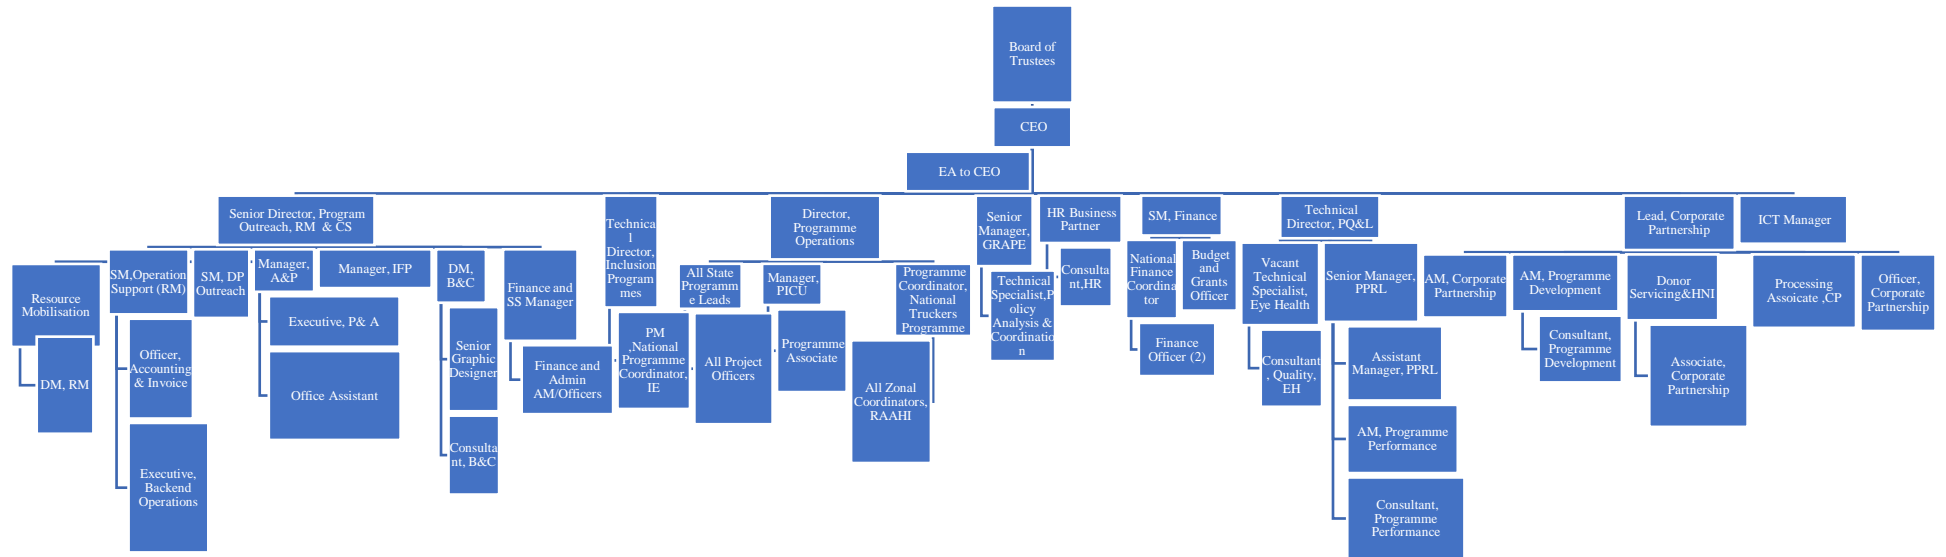 Board of
Trustees
CEO
EA to CEO
Senior Director, Program
Outreach, RM & CS
Technica
l
Director,
Inclusion
Program
mes
Director,
Programme
Operations
Senior
Manager,
GRAPE
HR Business
Partner
SM, Finance
Technical
Director, PQ&L
Lead, Corporate
Partnership
ICT Manager
Resource
Mobilisation
DM, RM
SM,Operation
Support (RM)
Officer,
Accounting
& Invoice
Executive,
Backend
Operations
SM, DP
Outreach
Manager,
A&P
Executive, P& A
Office Assistant
Manager, IFP
DM,
B&C
Senior
Graphic
Designer
Consulta
nt, B&C
Finance and
SS Manager
Finance and
Admin
AM/Officers
PM
,National
Programme
Coordinator,
IE
All State
Programm
e Leads
All Project
Officers
Manager,
PICU
Programme
Associate
Programme
Coordinator,
National
Truckers
Programme
All Zonal
Coordinators,
RAAHI
Technical
Specialist,P
olicy
Analysis &
Coordinatio
n
Consulta
nt,HR
National
Finance
Coordina
tor
Finance
Officer (2)
Budget
and
Grants
Officer
Vacant
Technical
Specialist,
Eye Health
Consultant
, Quality,
EH
Senior Manager,
PPRL
Assistant
Manager, PPRL
AM, Programme
Performance
Consultant,
Programme
Performance
AM, Corporate
Partnership
AM, Programme
Development
Consultant,
Programme
Development
Donor
Servicing&HNI
Associate,
Corporate
Partnership
Processing
Assoicate ,CP
Officer,
Corporate
Partnership